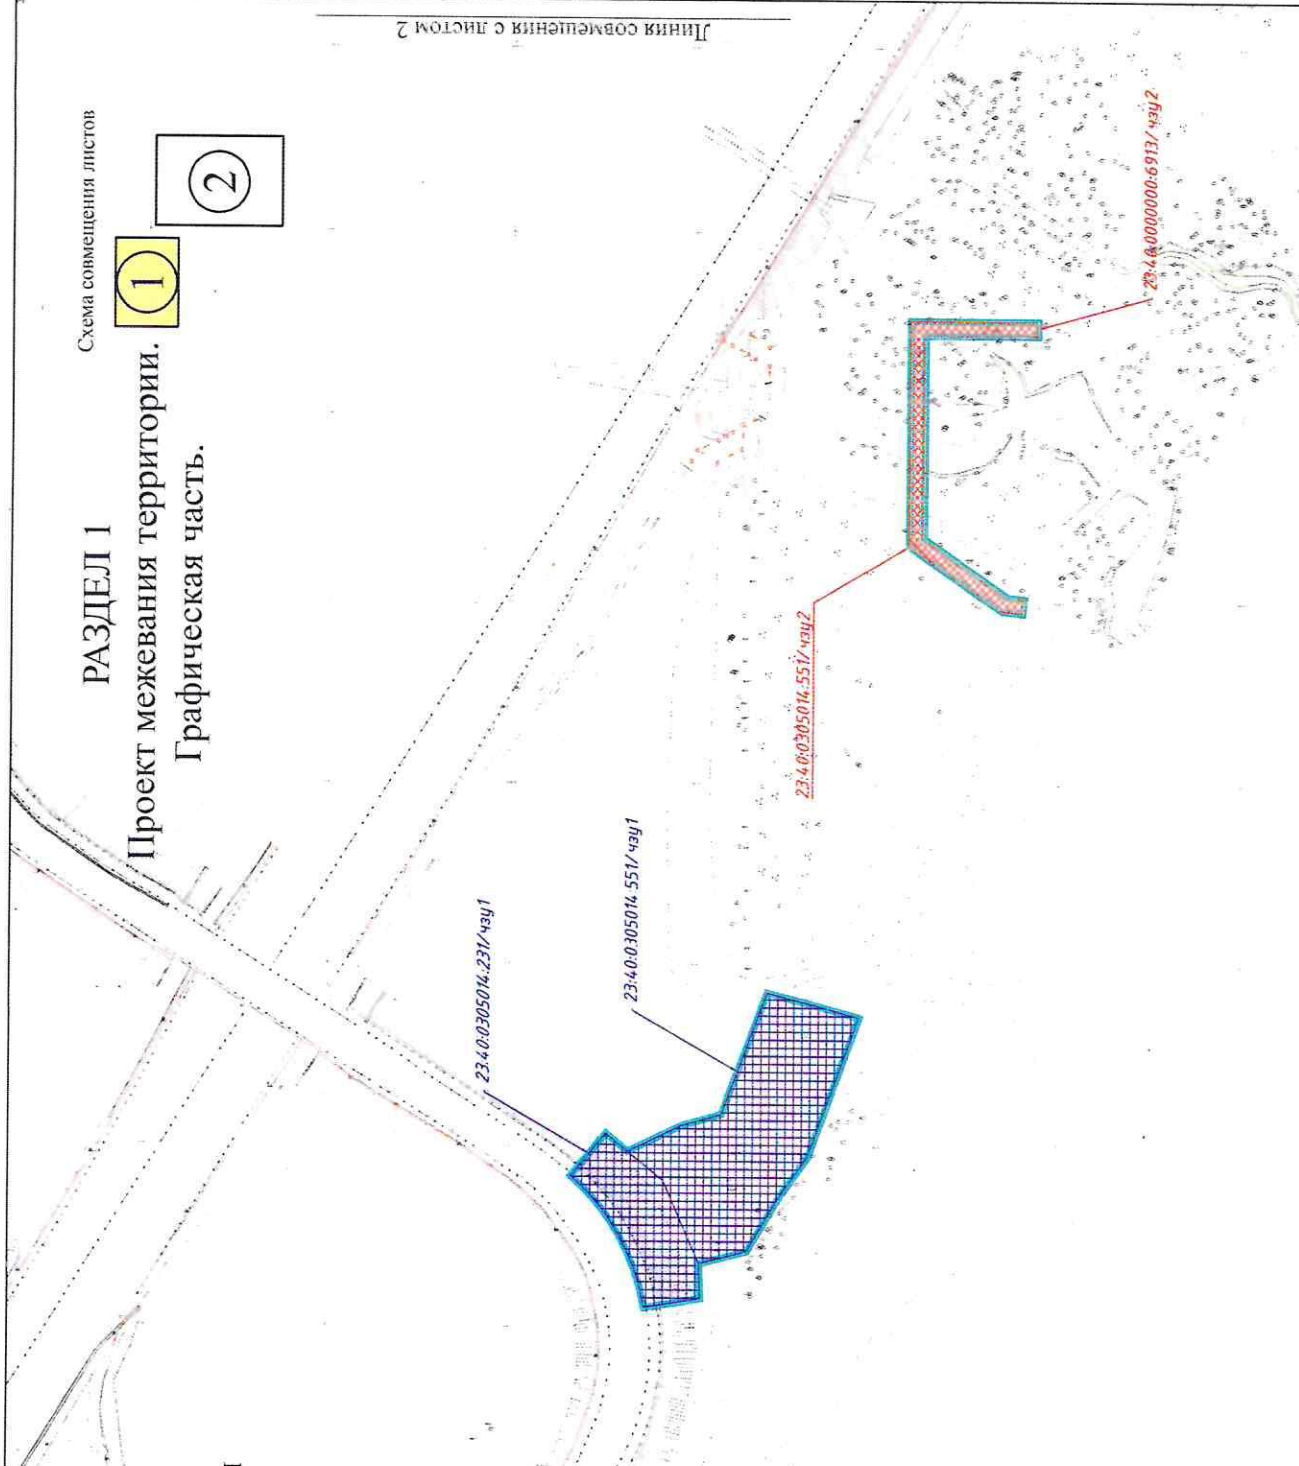 Линия совмещения с листом 2
Схема совмещения листов
1
2
РАЗДЕЛ 1
Проект межевания территории.
Графическая часть.
23:40:0305014:231/чзу1
23:40:0305014:551/чзу1
23:40:0305014:551/чзу2
23:40:0000000:6913/чзу2